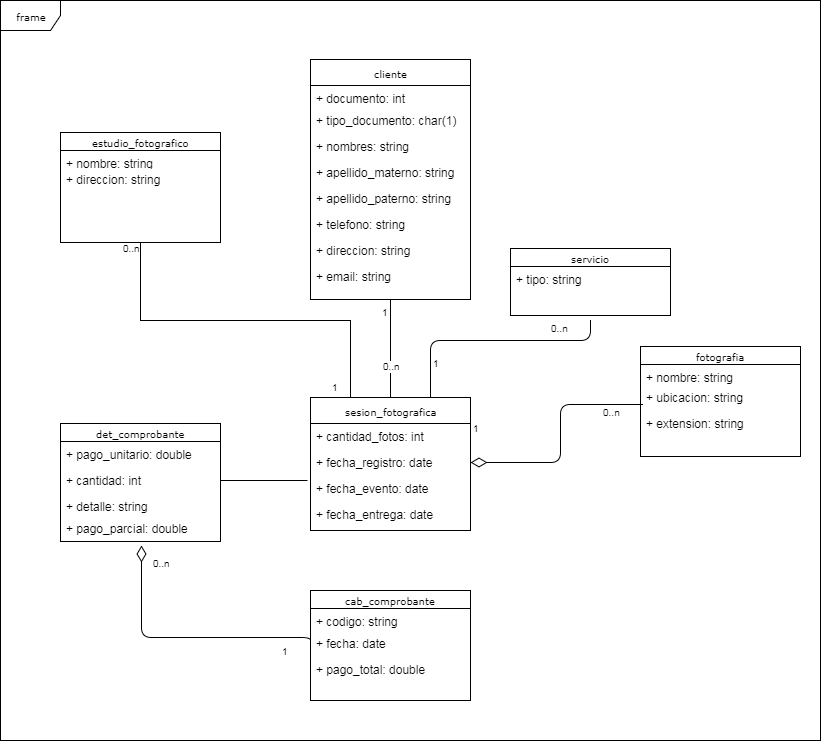 frame
cliente
+ documento: int
+ tipo_documento: char(1)
+ nombres: string
+ apellido_materno: string
+ apellido_paterno: string
+ telefono: string
+ direccion: string
+ email: string
1
0..n
estudio_fotografico
+ nombre: string
+ direccion: string
0..n
1
servicio
+ tipo: string
0..n
1
fotografia
+ nombre: string
+ ubicacion: string
+ extension: string
0..n
1
sesion_fotografica
+ cantidad_fotos: int
+ fecha_registro: date
+ fecha_evento: date
+ fecha_entrega: date
det_comprobante
+ pago_unitario: double
+ cantidad: int
+ detalle: string
+ pago_parcial: double
0..n
1
cab_comprobante
+ codigo: string
+ fecha: date
+ pago_total: double